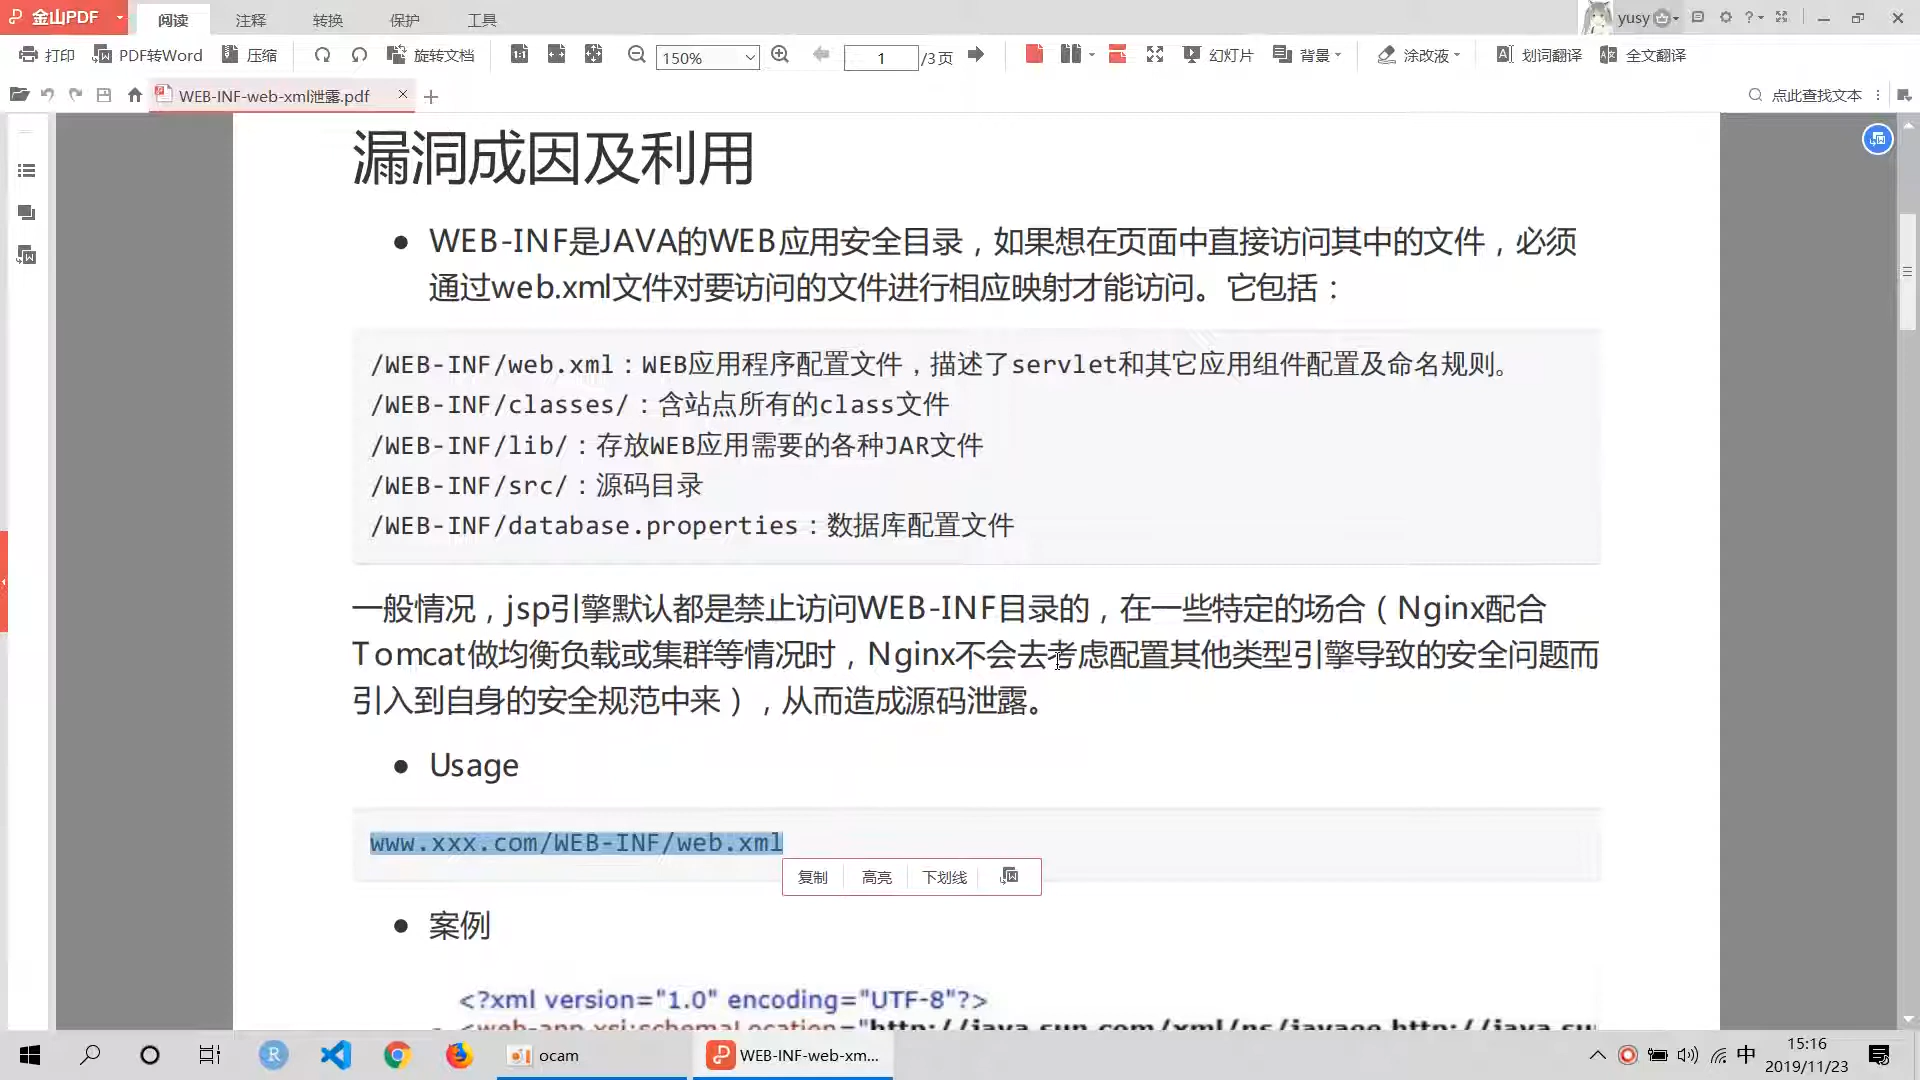 金山PDF 阅读 注释 转换 保护 工具 yusy
打印 PDF转Word 压缩 旋转文档 150% 1 /3页 幻灯片 背景 涂改液 划词翻译 全文翻译
WEB-INF-web-xml泄露.pdf 点此查找文本
漏洞成因及利用
WEB-INF是JAVA的WEB应用安全目录，如果想在页面中直接访问其中的文件，必须
通过web.xml文件对要访问的文件进行相应映射才能访问。它包括：
/WEB-INF/web.xml：WEB应用程序配置文件，描述了servlet和其它应用组件配置及命名规则。
/WEB-INF/classes/：含站点所有的class文件
/WEB-INF/lib/：存放WEB应用需要的各种JAR文件
/WEB-INF/src/：源码目录
/WEB-INF/database.properties：数据库配置文件
一般情况，jsp引擎默认都是禁止访问WEB-INF目录的，在一些特定的场合（Nginx配合
Tomcat做均衡负载或集群等情况时，Nginx不会去考虑配置其他类型引擎导致的安全问题而
引入到自身的安全规范中来），从而造成源码泄露。
Usage
www.xxx.com/WEB-INF/web.xml
复制 高亮 下划线
案例
<?xml version="1.0" encoding="UTF-8"?>
<web-app xsi:schemaLocation="http://java.sun.com/xml/ns/javaee http://java.su
ocam WEB-INF-web-xm... 中 15:16
2019/11/23